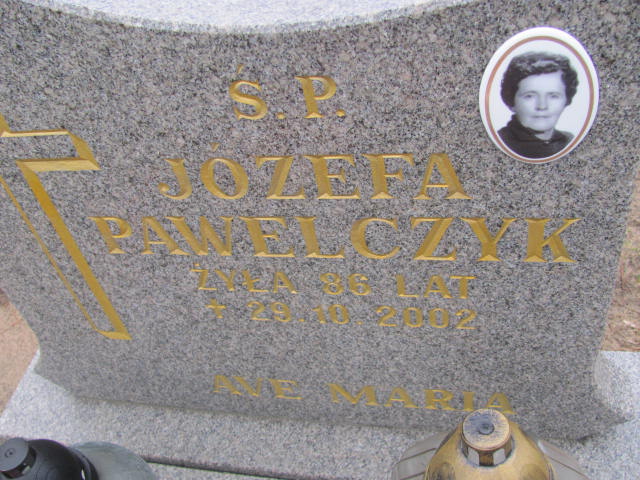 Ś.P.
JÓZEFA
PAWELCZYK
ŻYŁA 86 LAT
+ 29.10.2002
AVE MARIA